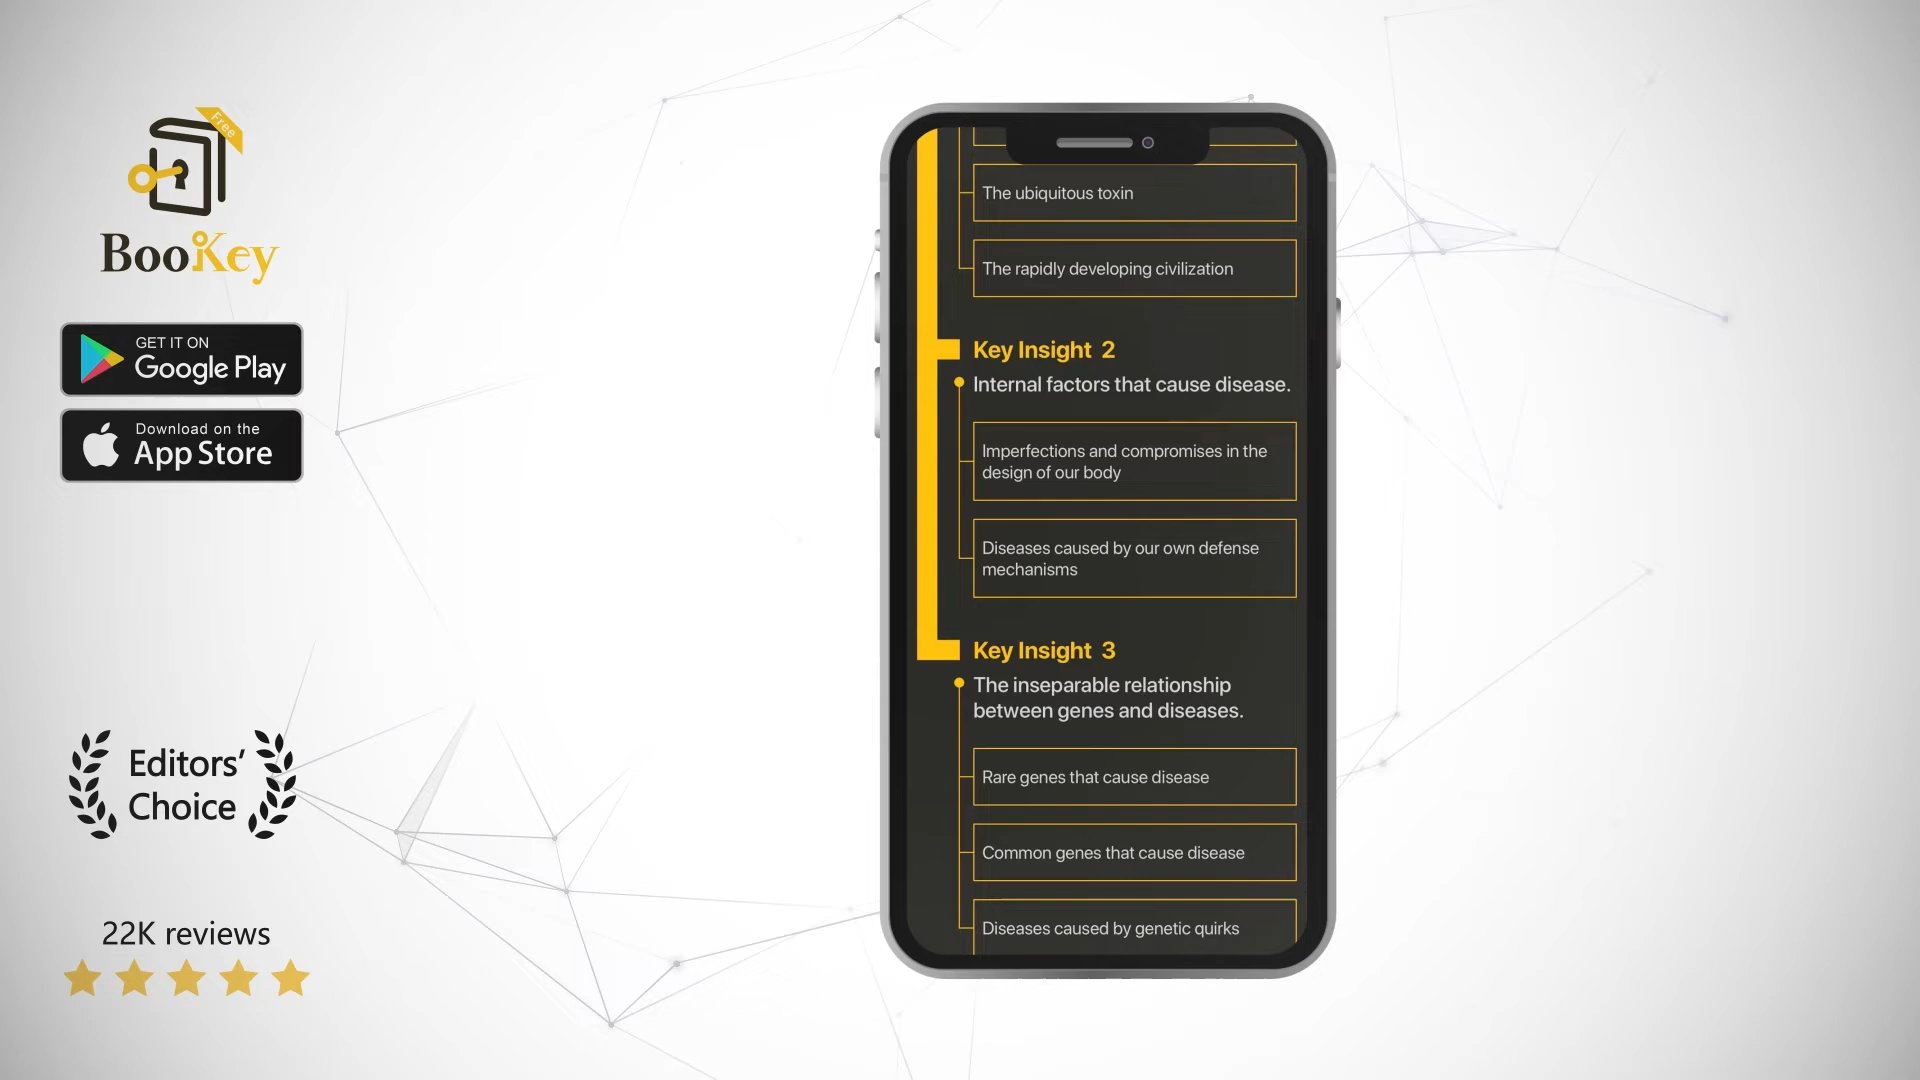 Free
BooKey
GET IT ON
Google Play
Download on the
App Store
Editors’
Choice
22K reviews
The ubiquitous toxin
The rapidly developing civilization
Key Insight 2
Internal factors that cause disease.
Imperfections and compromises in the
design of our body
Diseases caused by our own defense
mechanisms
Key Insight 3
The inseparable relationship
between genes and diseases.
Rare genes that cause disease
Common genes that cause disease
Diseases caused by genetic quirks